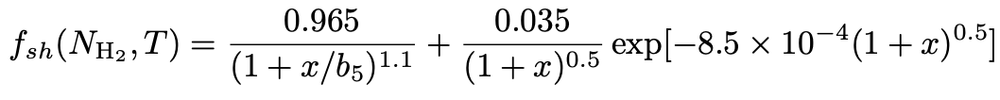 f_{sh}(N_{H_2}, T) = \frac{0.965}{(1 + x/b_5)^{1.1}} + \frac{0.035}{(1 + x)^{0.5}} exp[−8.5 × 10^{−4}(1 + x)^{0.5}]